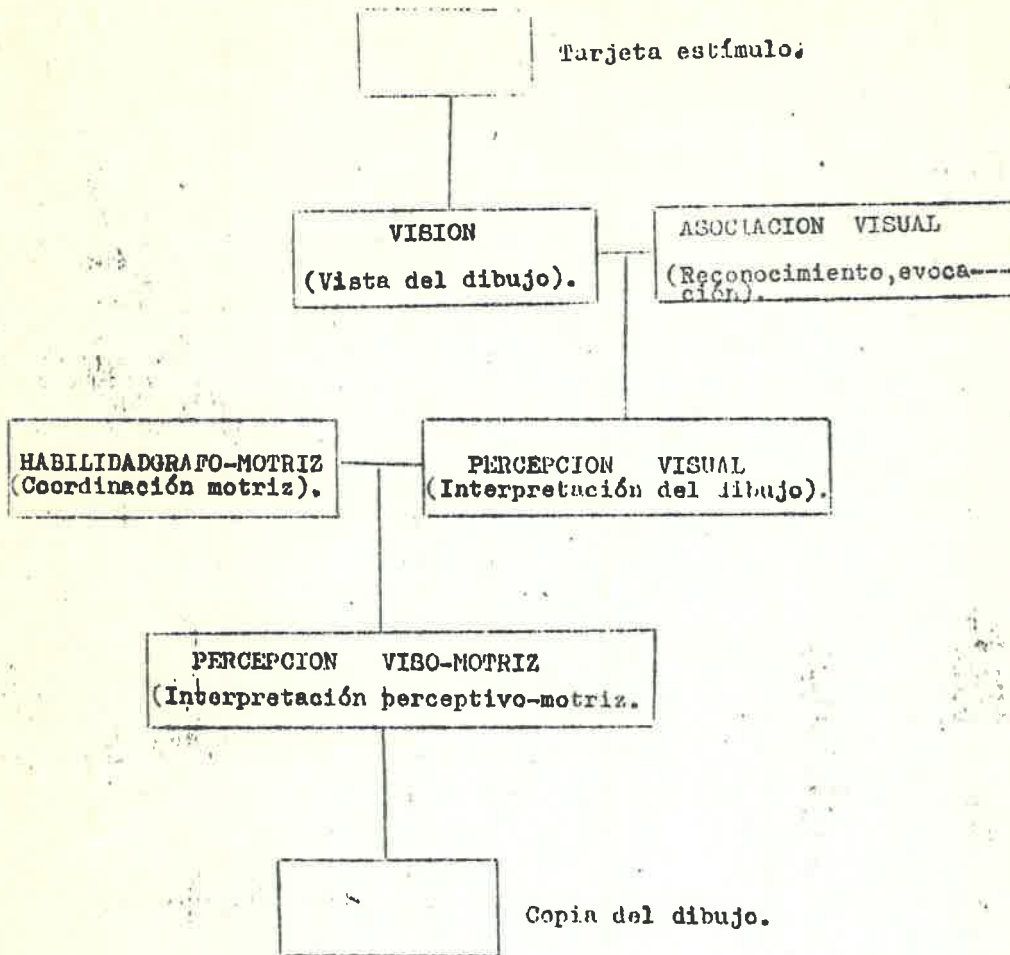 Tarjeta estímulo.
VISION
(Vista del dibujo).
ASOCIACION VISUAL
(Reconocimiento,evoca---
ción).
HABILIDADGRAFO-MOTRIZ
(Coordinación motriz).
PERCEPCION VISUAL
(Interpretación del dibujo).
PERCEPCION VISO-MOTRIZ
(Interpretación perceptivo-motriz.
Copia del dibujo.